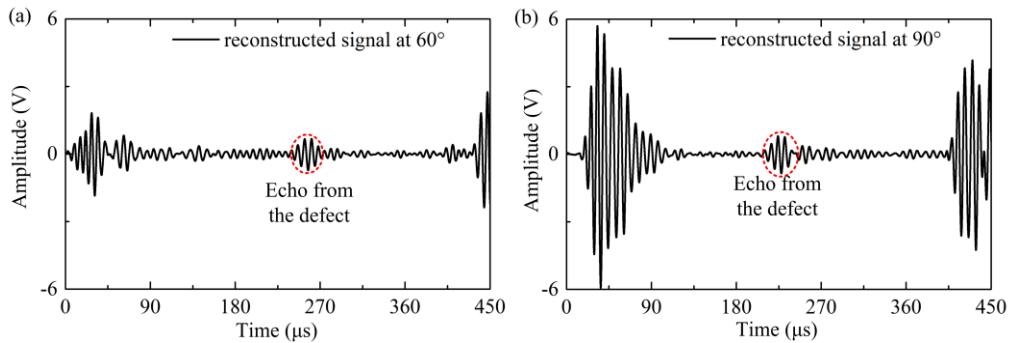 (a)
reconstructed signal at 60°
6
0
-6
Amplitude (V)
Echo from
the defect
0 90 180 270 360 450
Time (μs)
(b)
reconstructed signal at 90°
6
0
-6
Amplitude (V)
Echo from
the defect
0 90 180 270 360 450
Time (μs)